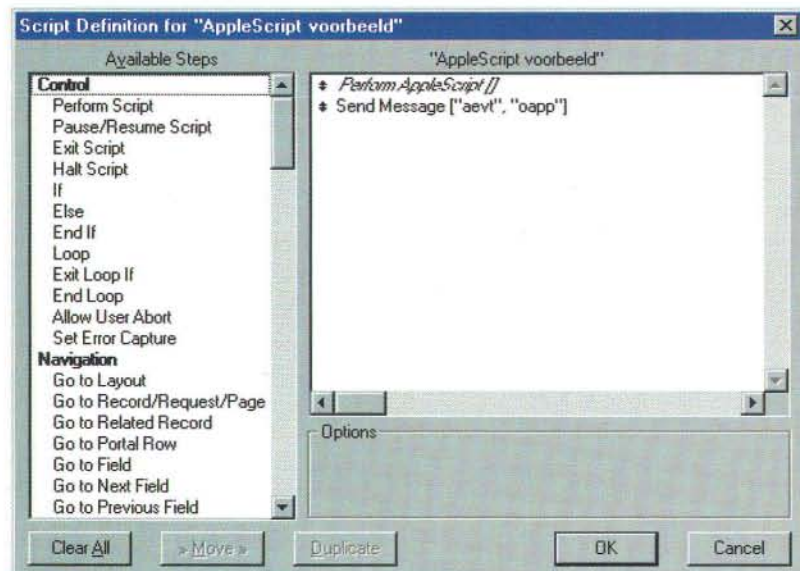 Script Definition for "AppleScript voorbeeld"
Available Steps
Control
Perform Script
Pause/Resume Script
Exit Script
Halt Script
If
Else
End If
Loop
Exit Loop If
End Loop
Allow User Abort
Set Error Capture
Navigation
Go to Layout
Go to Record/Request/Page
Go to Related Record
Go to Portal Row
Go to Field
Go to Next Field
Go to Previous Field
"AppleScript voorbeeld"
Perform AppleScript []
Send Message ["aevt", "oapp"]
Options
Clear All
» Move »
Duplicate
OK
Cancel